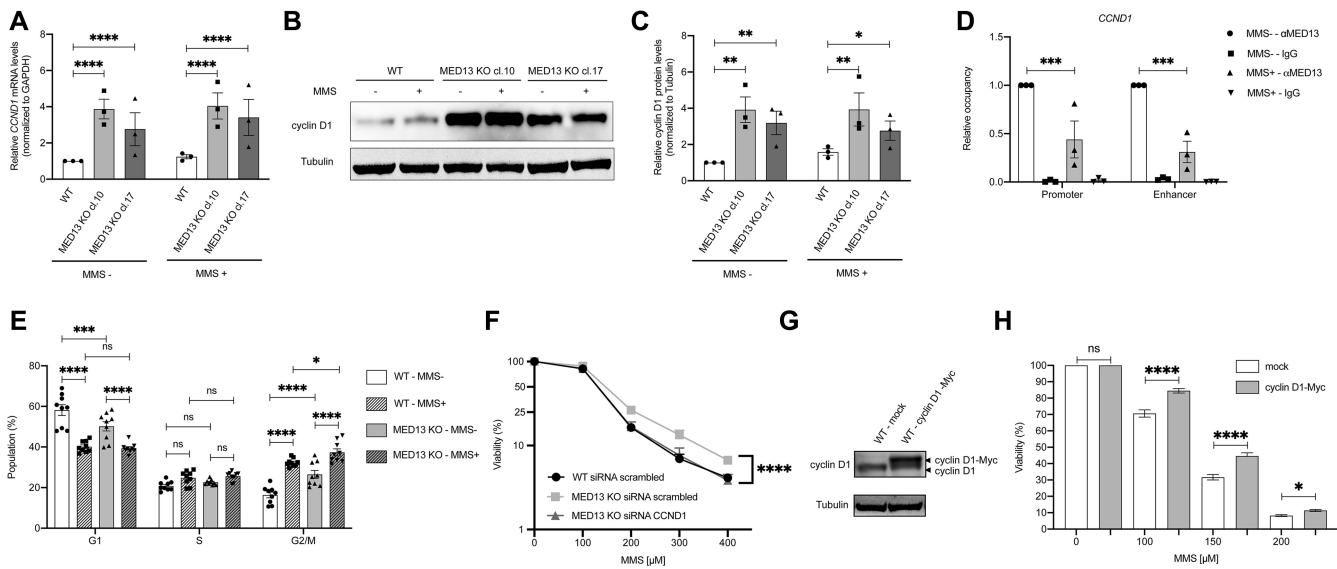 A
Relative CCND1 mRNA levels
(normalized to GAPDH)
8
6
4
2
0
****
****
****
****
WT
MED13 KO cl.10
MED13 KO cl.17
WT
MED13 KO cl.10
MED13 KO cl.17
MMS -
MMS +
B
WT
MED13 KO cl.10
MED13 KO cl.17
MMS
- + - + - +
cyclin D1
Tubulin
C
Relative cyclin D1 protein levels
(normalized to Tubulin)
8
6
4
2
0
**
**
*
**
WT
MED13 KO cl.10
MED13 KO cl.17
WT
MED13 KO cl.10
MED13 KO cl.17
MMS -
MMS +
D
CCND1
Relative occupancy
1.5
1.0
0.5
0.0
***
***
Promoter
Enhancer
MMS- - αMED13
MMS- - IgG
MMS+ - αMED13
MMS+ - IgG
E
Population (%)
80
60
40
20
0
***
ns
****
****
ns
ns
ns
ns
*
****
****
****
G1
S
G2/M
WT - MMS-
WT - MMS+
MED13 KO - MMS-
MED13 KO - MMS+
F
Viability (%)
100
50
25
10
5
1
0 100 200 300 400
MMS [µM]
WT siRNA scrambled
MED13 KO siRNA scrambled
MED13 KO siRNA CCND1
****
G
WT - mock
WT - cyclin D1 -Myc
cyclin D1
cyclin D1-Myc
cyclin D1
Tubulin
H
Viability (%)
100
90
80
70
60
50
40
30
20
10
0
ns
****
****
*
0 100 150 200
MMS [µM]
mock
cyclin D1-Myc